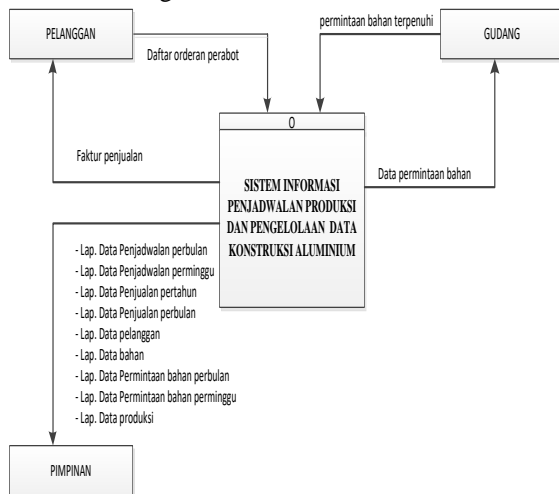 PELANGGAN
permintaan bahan terpenuhi
GUDANG
Daftar orderan perabot
O
Faktur penjualan
Data permintaan bahan
SISTEM INFORMASI
PENJADWALAN PRODUKSI
DAN PENGELOLAAN DATA
KONSTRUKSI ALUMINIUM
- Lap. Data Penjadwalan perbulan
- Lap. Data Penjadwalan perminggu
- Lap. Data Penjualan pertahun
- Lap. Data Penjualan perbulan
- Lap. Data pelanggan
- Lap. Data bahan
- Lap. Data Permintaan bahan perbulan
- Lap. Data Permintaan bahan perminggu
- Lap. Data produksi
PIMPINAN